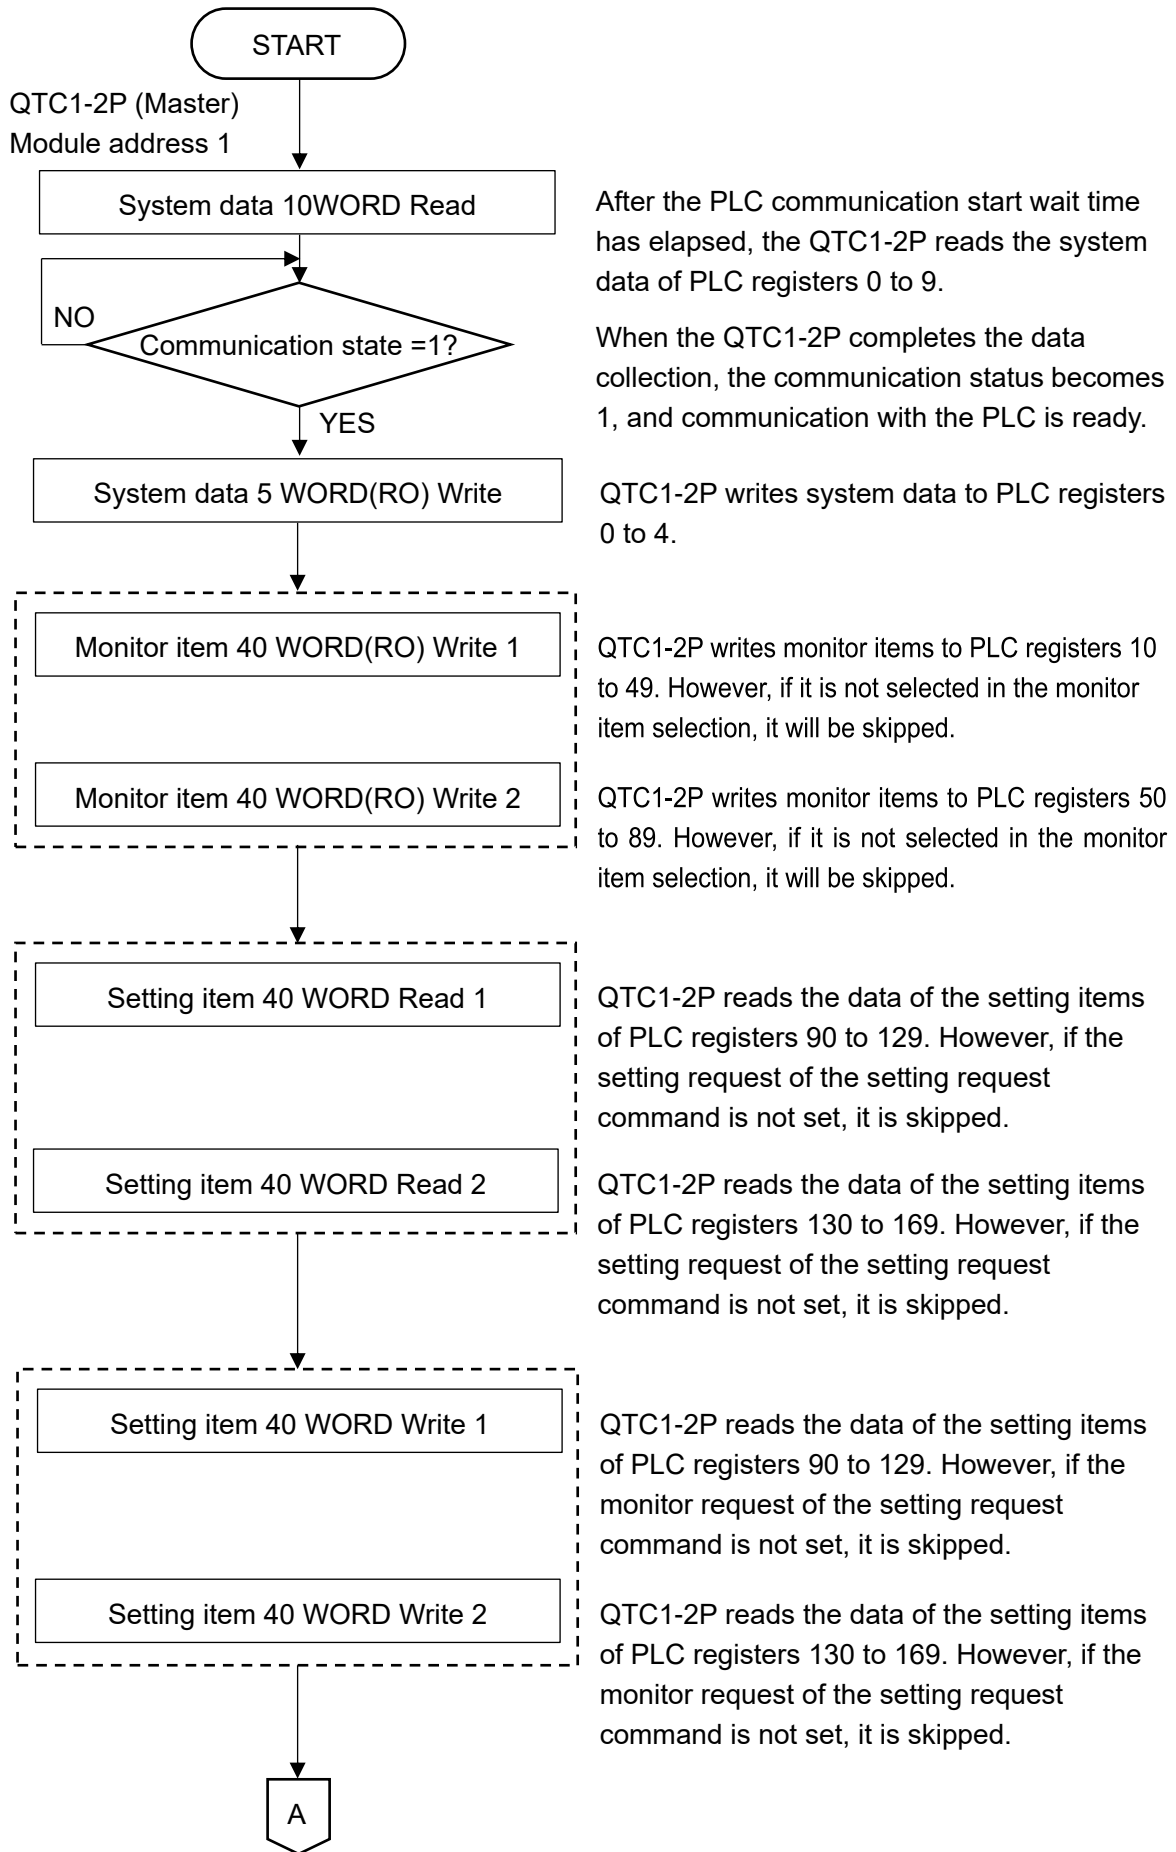 START
QTC1-2P (Master)
Module address 1
System data 10WORD Read
After the PLC communication start wait time
has elapsed, the QTC1-2P reads the system
data of PLC registers 0 to 9.
NO
Communication state =1?
When the QTC1-2P completes the data
collection, the communication status becomes
1, and communication with the PLC is ready.
YES
System data 5 WORD(RO) Write
QTC1-2P writes system data to PLC registers
0 to 4.
Monitor item 40 WORD(RO) Write 1
QTC1-2P writes monitor items to PLC registers 10
to 49. However, if it is not selected in the monitor
item selection, it will be skipped.
Monitor item 40 WORD(RO) Write 2
QTC1-2P writes monitor items to PLC registers 50
to 89. However, if it is not selected in the monitor
item selection, it will be skipped.
Setting item 40 WORD Read 1
QTC1-2P reads the data of the setting items
of PLC registers 90 to 129. However, if the
setting request of the setting request
command is not set, it is skipped.
Setting item 40 WORD Read 2
QTC1-2P reads the data of the setting items
of PLC registers 130 to 169. However, if the
setting request of the setting request
command is not set, it is skipped.
Setting item 40 WORD Write 1
QTC1-2P reads the data of the setting items
of PLC registers 90 to 129. However, if the
monitor request of the setting request
command is not set, it is skipped.
Setting item 40 WORD Write 2
QTC1-2P reads the data of the setting items
of PLC registers 130 to 169. However, if the
monitor request of the setting request
command is not set, it is skipped.
A